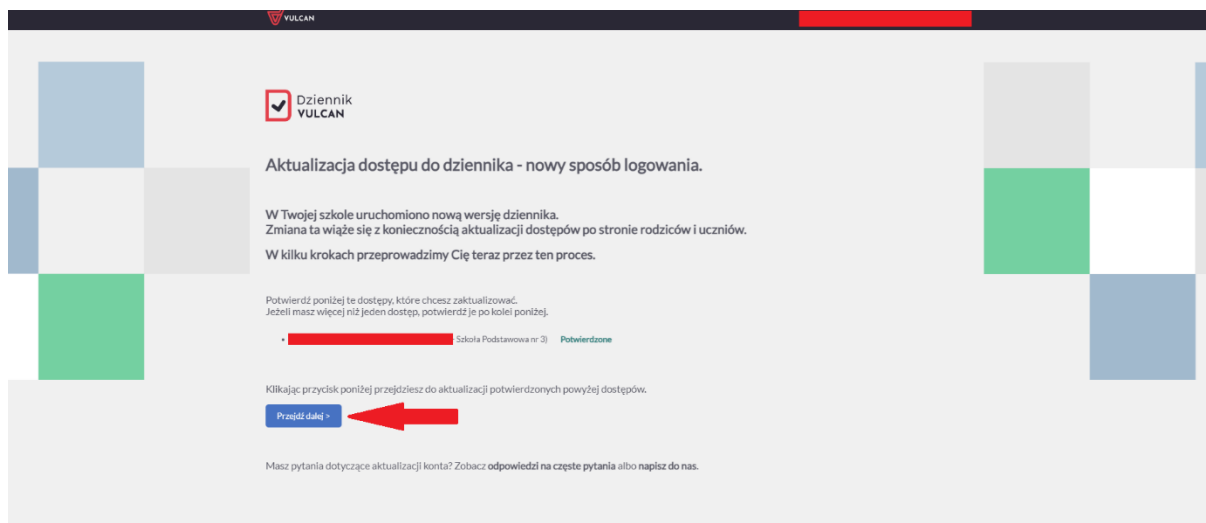 VULCAN
Dziennik
VULCAN
Aktualizacja dostępu do dziennika - nowy sposób logowania.
W Twojej szkole uruchomiono nową wersję dziennika.
Zmiana ta wiąże się z koniecznością aktualizacji dostępów po stronie rodziców i uczniów.
W kilku krokach przeprowadzimy Cię teraz przez ten proces.
Potwierdź poniżej te dostępy, które chcesz zaktualizować.
Jeżeli masz więcej niż jeden dostęp, potwierdź je po kolei poniżej.
• Szkoła Podstawowa nr 3) Potwierdzone
Klikając przycisk poniżej przejdziesz do aktualizacji potwierdzonych powyżej dostępów.
Przejdź dalej >
Masz pytania dotyczące aktualizacji konta? Zobacz odpowiedzi na częste pytania albo napisz do nas.